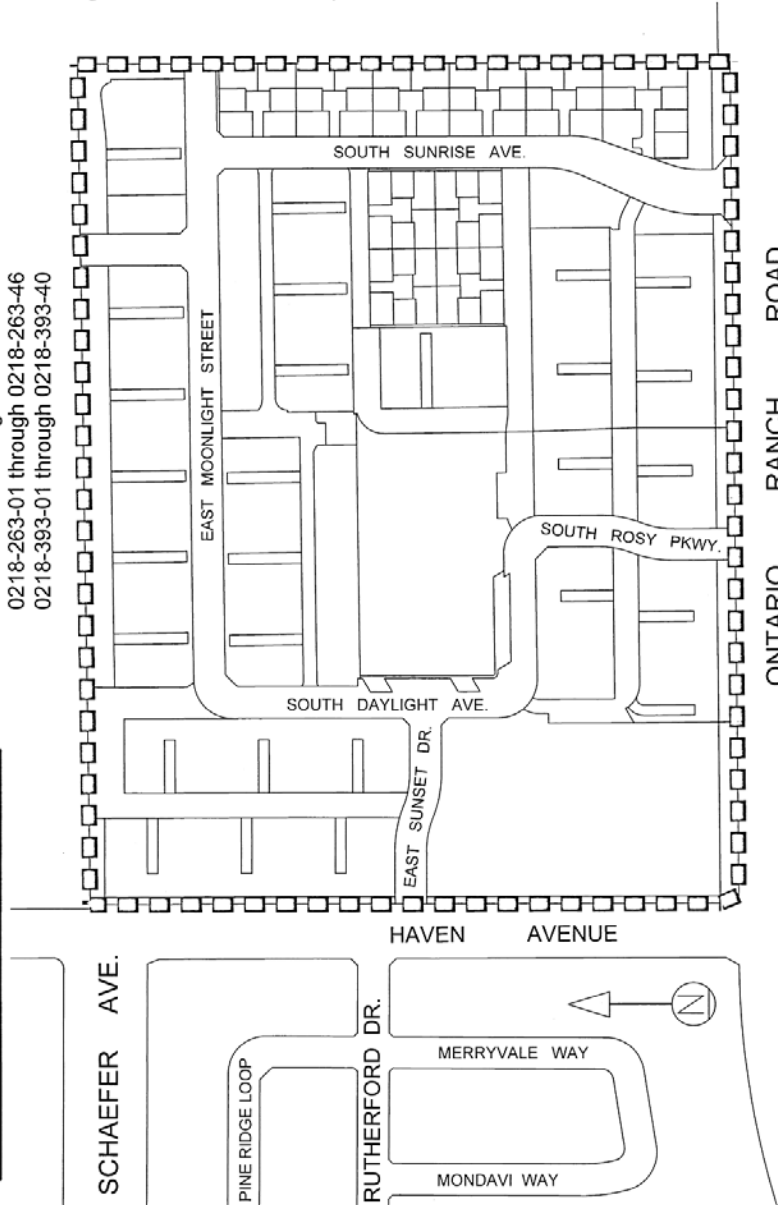 0218-263-01 through 0218-263-46
0218-393-01 through 0218-393-40
SOUTH SUNRISE AVE.
EAST MOONLIGHT STREET
ONTARIO RANCH ROAD
SOUTH ROSY PKWY.
SOUTH DAYLIGHT AVE.
EAST SUNSET DR.
HAVEN AVENUE
SCHAEFER AVE.
PINE RIDGE LOOP
RUTHERFORD DR.
MERRYVALE WAY
MONDAVI WAY
N